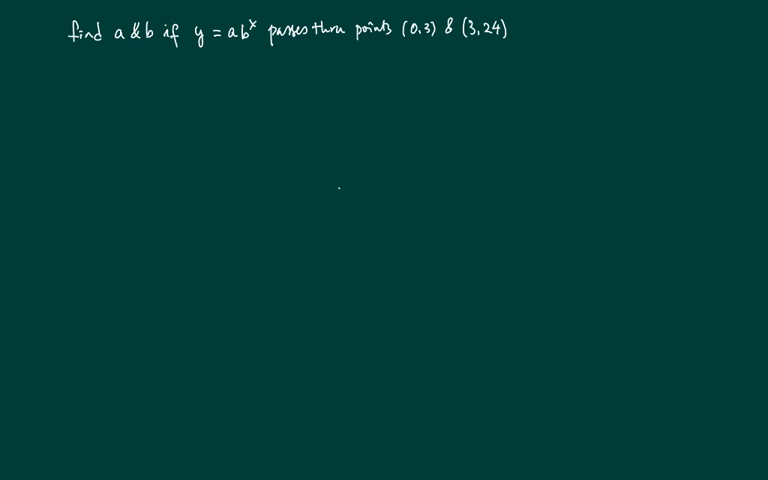 find a & b if y = ab^x passes thru points (0,3) & (3,24)